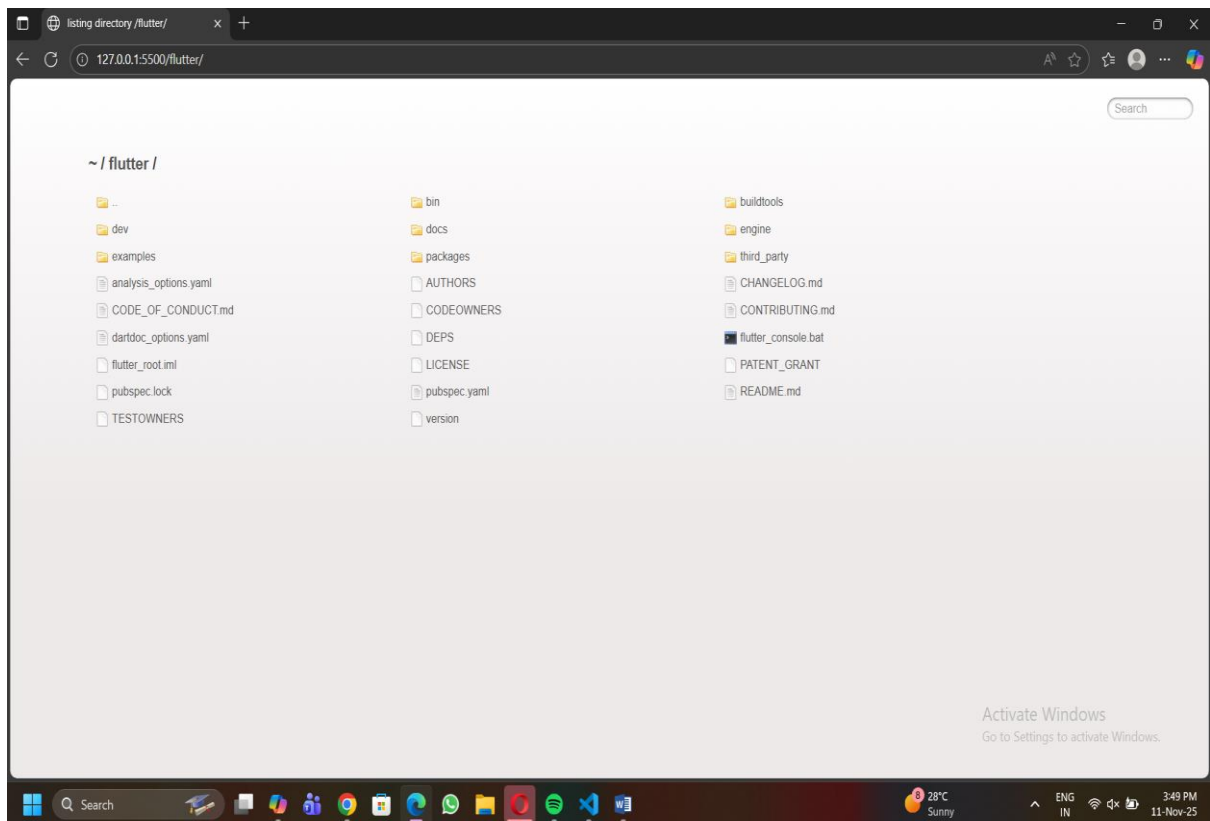 listing directory /flutter/
127.0.0.1:5500/flutter/
Search
~ / flutter /
.. bin buildtools
dev docs engine
examples packages third_party
analysis_options.yaml AUTHORS CHANGELOG.md
CODE_OF_CONDUCT.md CODEOWNERS CONTRIBUTING.md
dartdoc_options.yaml DEPS flutter_console.bat
flutter_root.iml LICENSE PATENT_GRANT
pubspec.lock pubspec.yaml README.md
TESTOWNERS version
Activate Windows
Go to Settings to activate Windows.
Search 8 28°C ENG 3:49 PM
Sunny IN 11-Nov-25